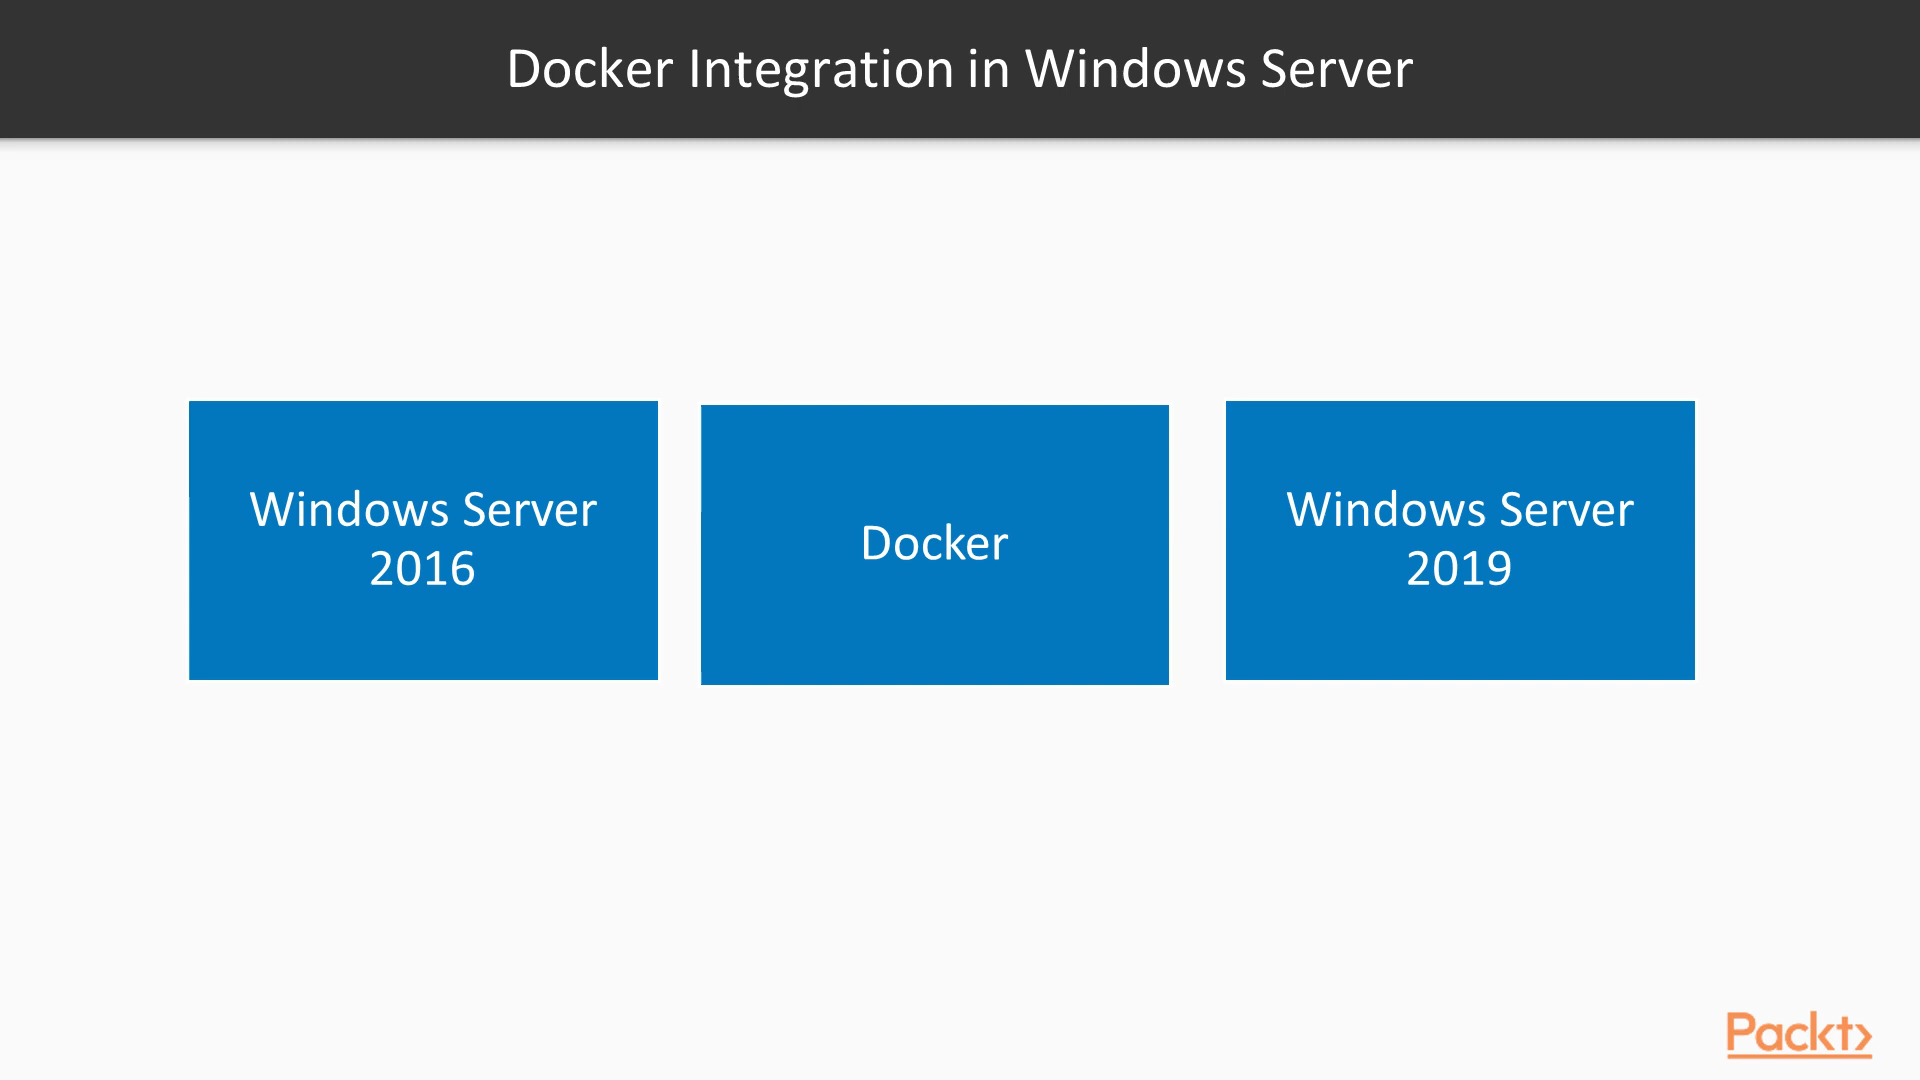 Docker Integration in Windows Server
Windows Server
2016
Docker
Windows Server
2019
Packt